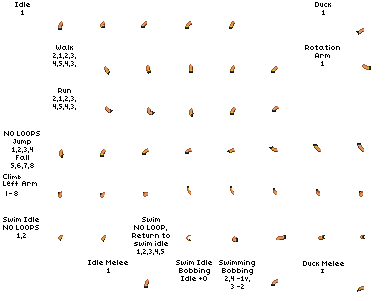 Idle
1
Duck
1
Walk
2,1,2,3,
4,5,4,3,
Rotation
Arm
1
Run
2,1,2,3,
4,5,4,3,
NO LOOPS
Jump
1,2,3,4
Fall
5,6,7,8
Climb
Left Arm
1-8
Swim Idle
NO LOOPS
1,2
Swim
NO LOOP,
Return to
swim idle
1,2,3,4,5
Swim Idle
Bobbing
Idle +0
Swimming
Bobbing
2,4 -1v,
3 -2
Idle Melee
1
Duck Melee
1